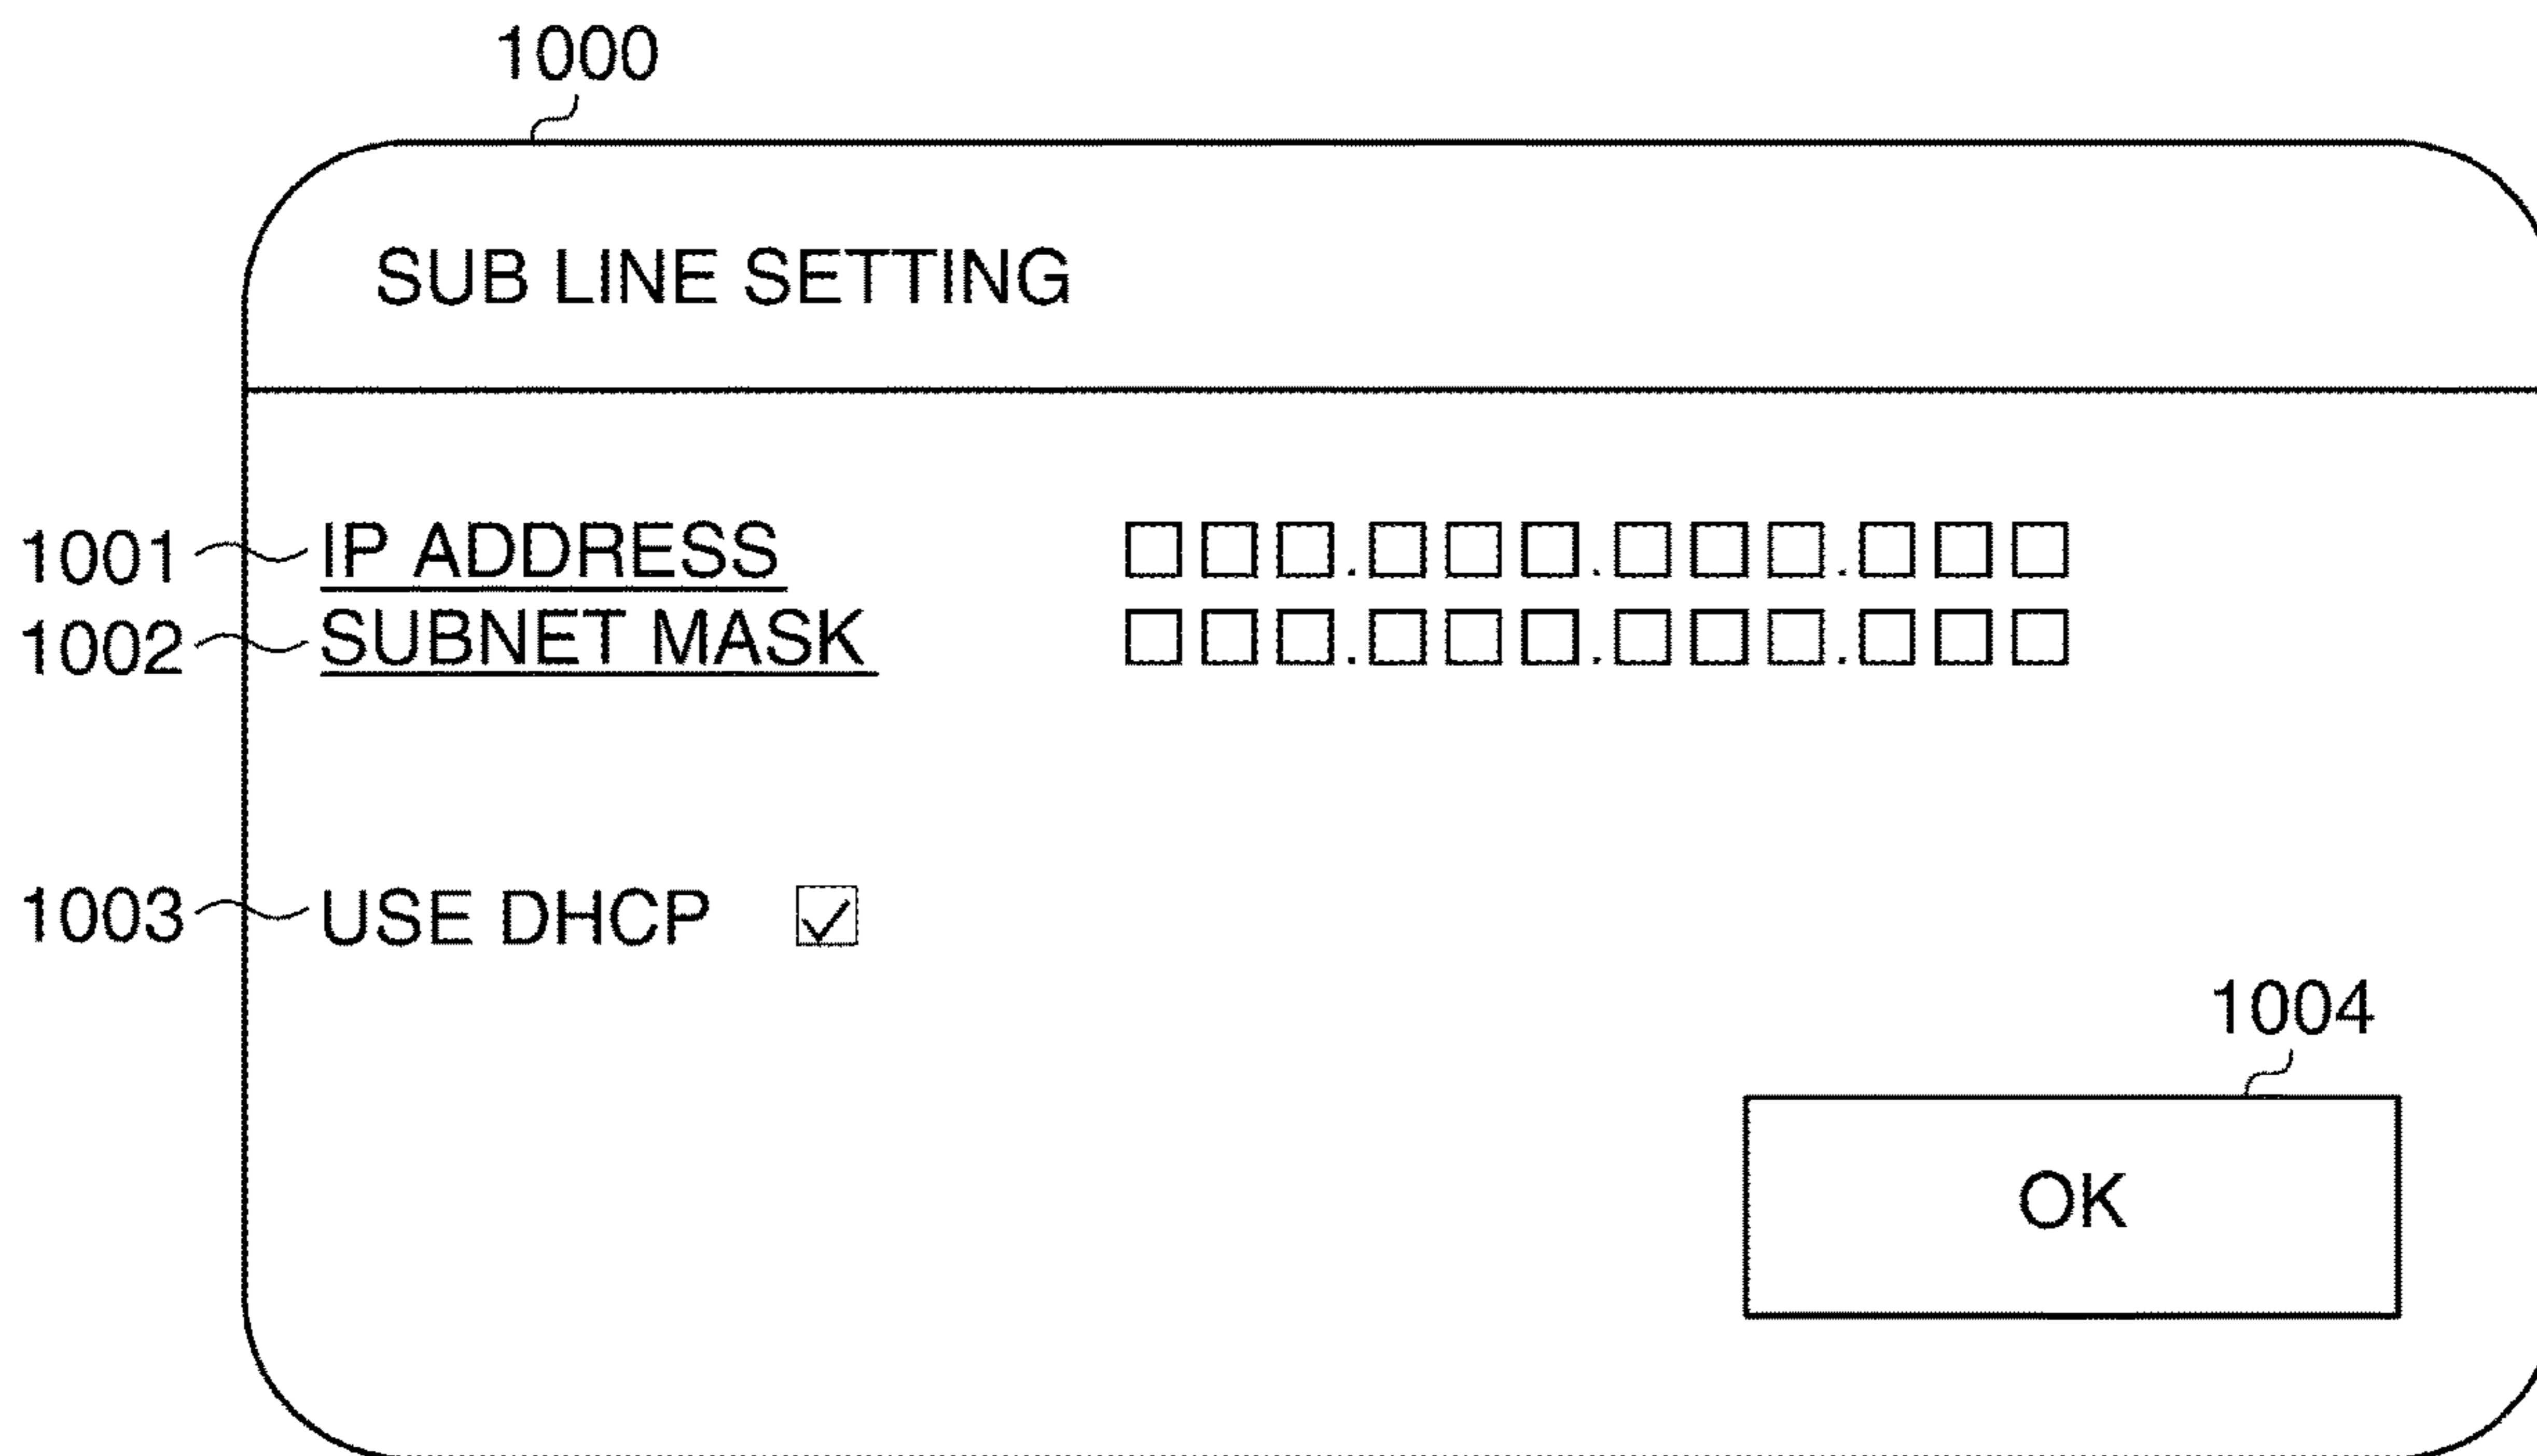 1000
SUB LINE SETTING
1001 IP ADDRESS □□□.□□□.□□□.□□□
1002 SUBNET MASK □□□.□□□.□□□.□□□
1003 USE DHCP ☑
1004
OK